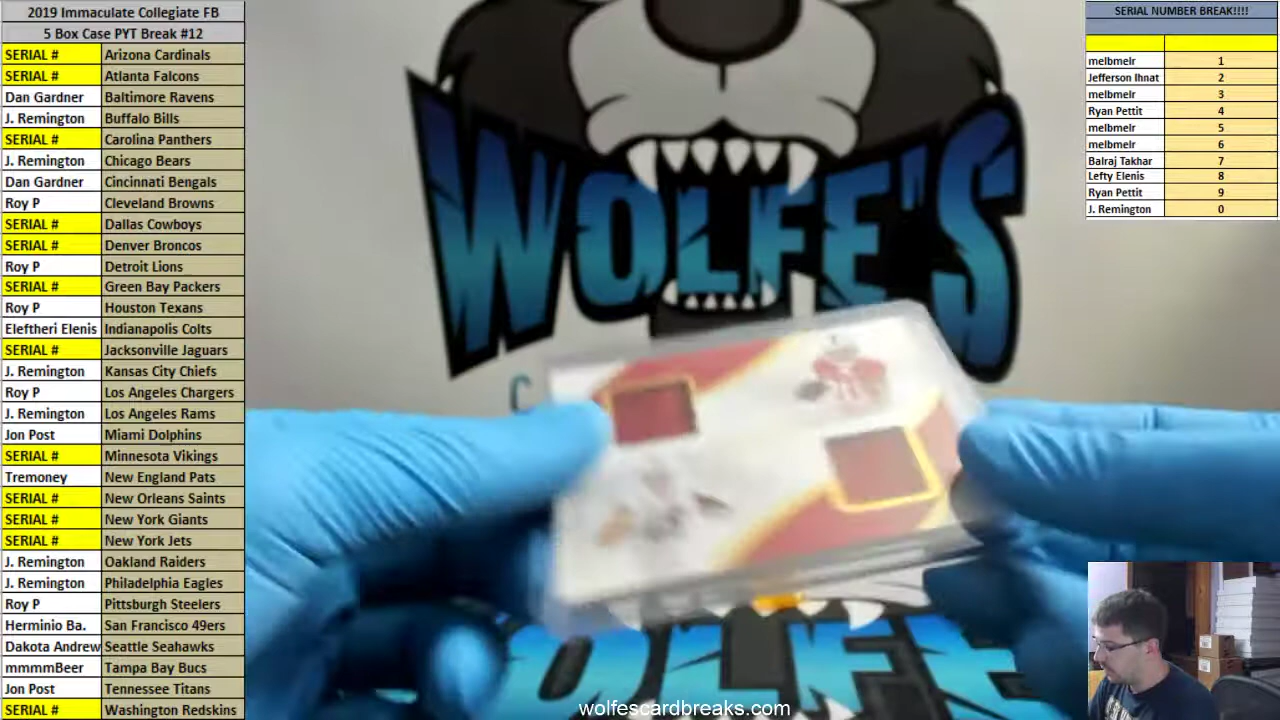 2019 Immaculate Collegiate FB
5 Box Case PYT Break #12
SERIAL # Arizona Cardinals
SERIAL # Atlanta Falcons
Dan Gardner Baltimore Ravens
J. Remington Buffalo Bills
SERIAL # Carolina Panthers
J. Remington Chicago Bears
Dan Gardner Cincinnati Bengals
Roy P Cleveland Browns
SERIAL # Dallas Cowboys
SERIAL # Denver Broncos
Roy P Detroit Lions
SERIAL # Green Bay Packers
Roy P Houston Texans
Eleftheri Elenis Indianapolis Colts
SERIAL # Jacksonville Jaguars
J. Remington Kansas City Chiefs
Roy P Los Angeles Chargers
J. Remington Los Angeles Rams
Jon Post Miami Dolphins
SERIAL # Minnesota Vikings
Tremoney New England Pats
SERIAL # New Orleans Saints
SERIAL # New York Giants
SERIAL # New York Jets
J. Remington Oakland Raiders
J. Remington Philadelphia Eagles
Roy P Pittsburgh Steelers
Herminio Ba. San Francisco 49ers
Dakota Andrew Seattle Seahawks
mmmmBeer Tampa Bay Bucs
Jon Post Tennessee Titans
SERIAL # Washington Redskins
WOLFE'S
C
OLFE
wolfescardbreaks.com
SERIAL NUMBER BREAK!!!!
melbmelr 1
Jefferson Ihnat 2
melbmelr 3
Ryan Pettit 4
melbmelr 5
melbmelr 6
Balraj Takhar 7
Lefty Elenis 8
Ryan Pettit 9
J. Remington 0